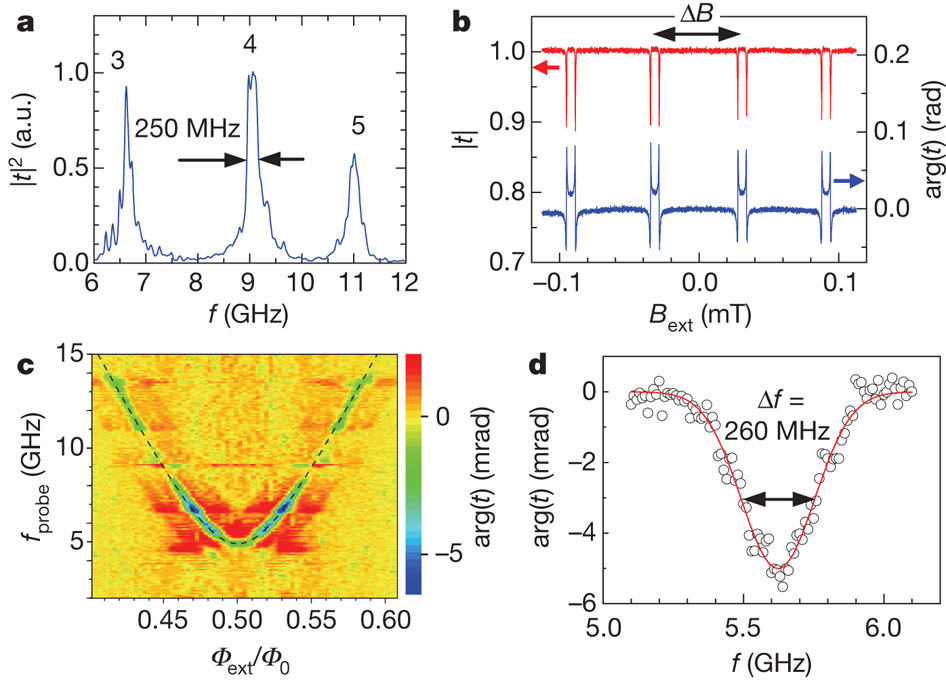 a
3
4
5
250 MHz
|t|² (a.u.)
1.0
0.5
0.0
6 7 8 9 10 11 12
f (GHz)
b
ΔB
|t|
1.0
0.9
0.8
0.7
arg(t) (rad)
0.2
0.1
0.0
−0.1 0.0 0.1
B_ext (mT)
c
f_probe (GHz)
15
10
5
0.45 0.50 0.55 0.60
Φ_ext/Φ_0
arg(t) (mrad)
0
−5
d
Δf =
260 MHz
arg(t) (mrad)
0
−2
−4
−6
5.0 5.5 6.0
f (GHz)